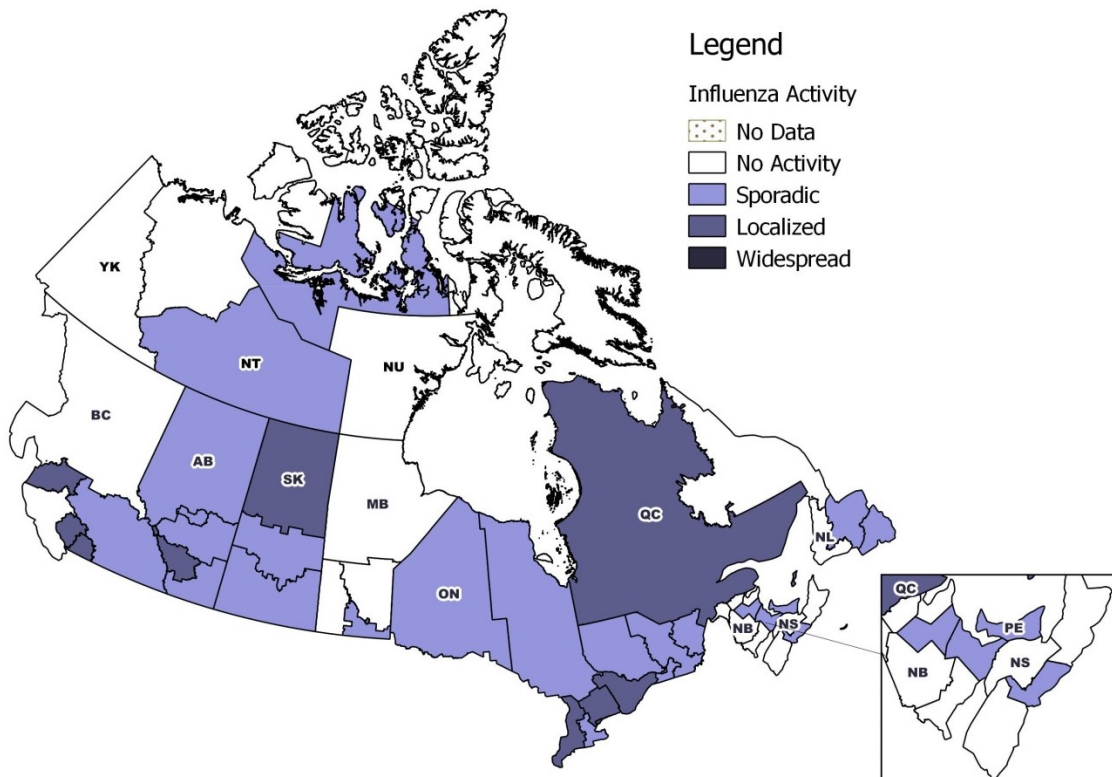 Legend
Influenza Activity
No Data
No Activity
Sporadic
Localized
Widespread
YK
NT
NU
BC
AB
SK
MB
ON
QC
NL
NB
NS
QC
PE
NB
NS